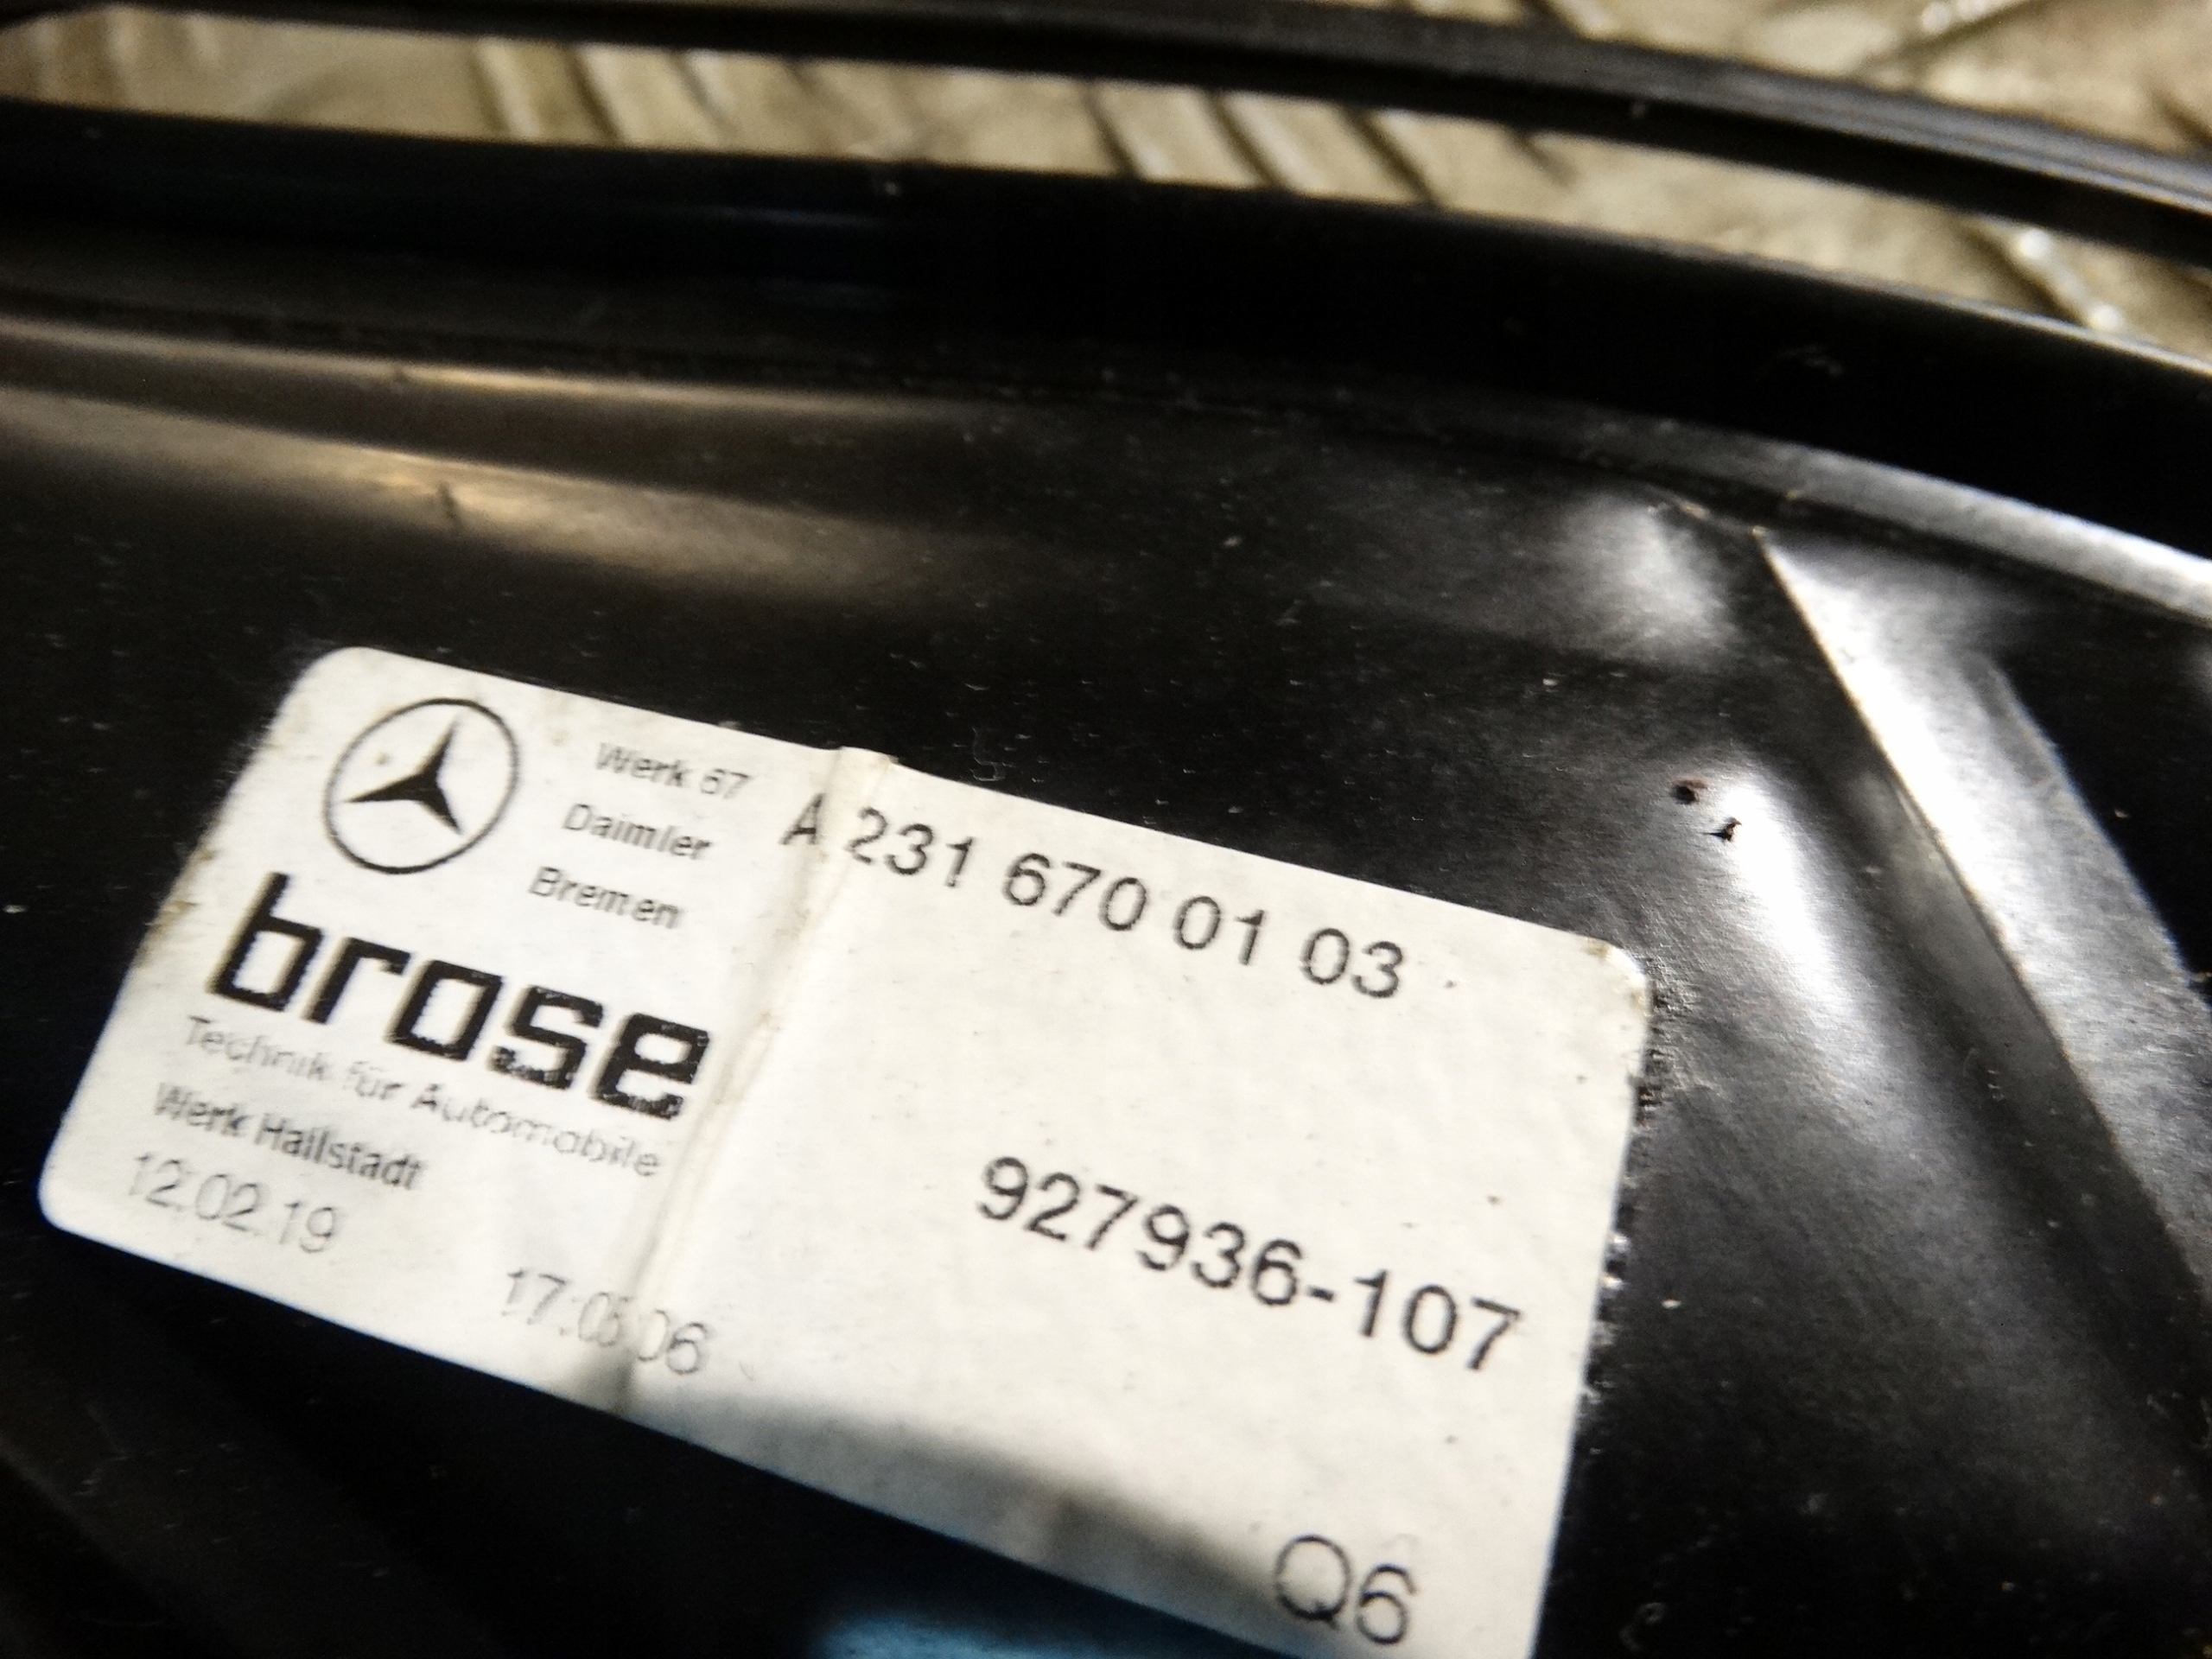 Werk 67
Daimler
Bremen
A 231 670 01 03
brose
Technik für Automobile
Werk Hallstadt
12.02.19
17:05:06
927936-107
Q6